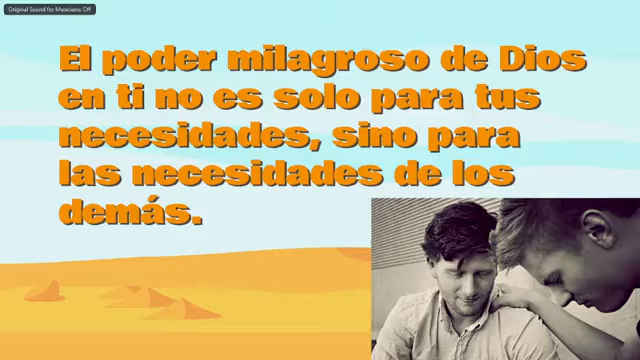 Original Sound for Musicians: Off
El poder milagroso de Dios
en ti no es solo para tus
necesidades, sino para
las necesidades de los
demás.